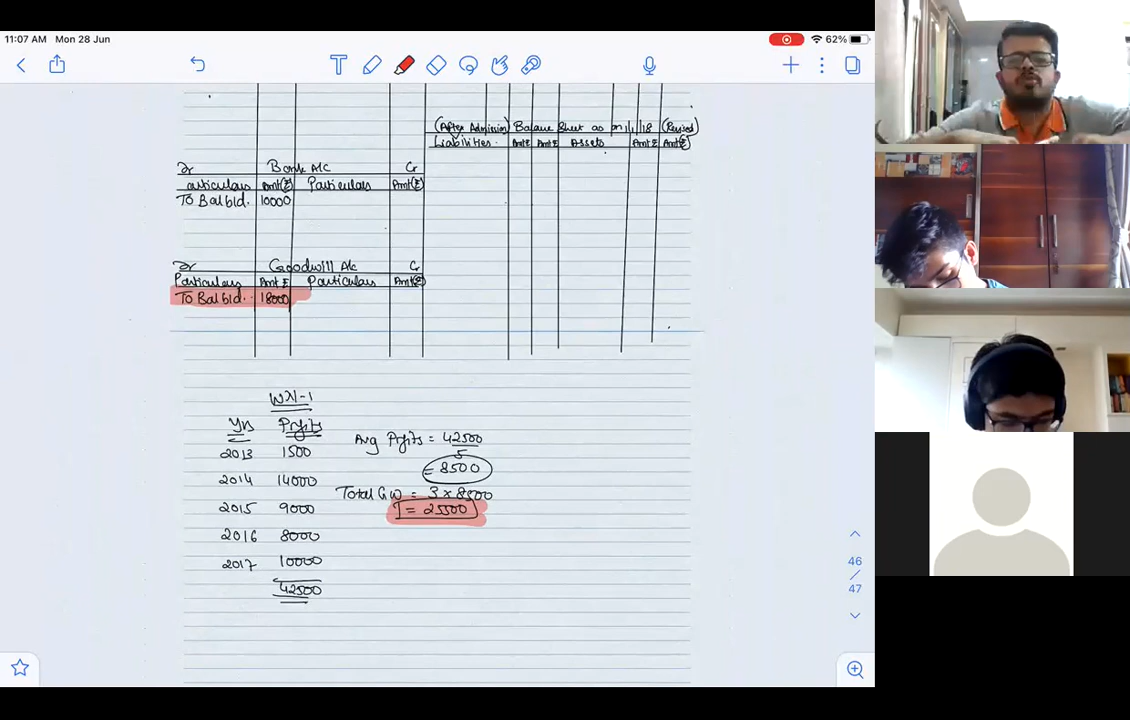 11:07 AM Mon 28 Jun
62%
(After Admission) Balance Sheet as on 1/1/18 (Revised)
Liabilities. Amt ₹ Amt ₹ Assets Amt ₹ Amt ₹
Dr Bank A/c Cr
articulars Amt(₹) Particulars Amt(₹)
To Bal b/d. 10000
Dr Goodwill A/c Cr
Particulars Amt ₹ Particulars Amt(₹)
To Bal b/d. 18000
WN-1
Yrs Profits
2013 1500
2014 14000
2015 9000
2016 8000
2017 10000
42500
Avg Profits = 42500
5
= 8500
Total G/w = 3 × 8500
= 25500
46
/
47